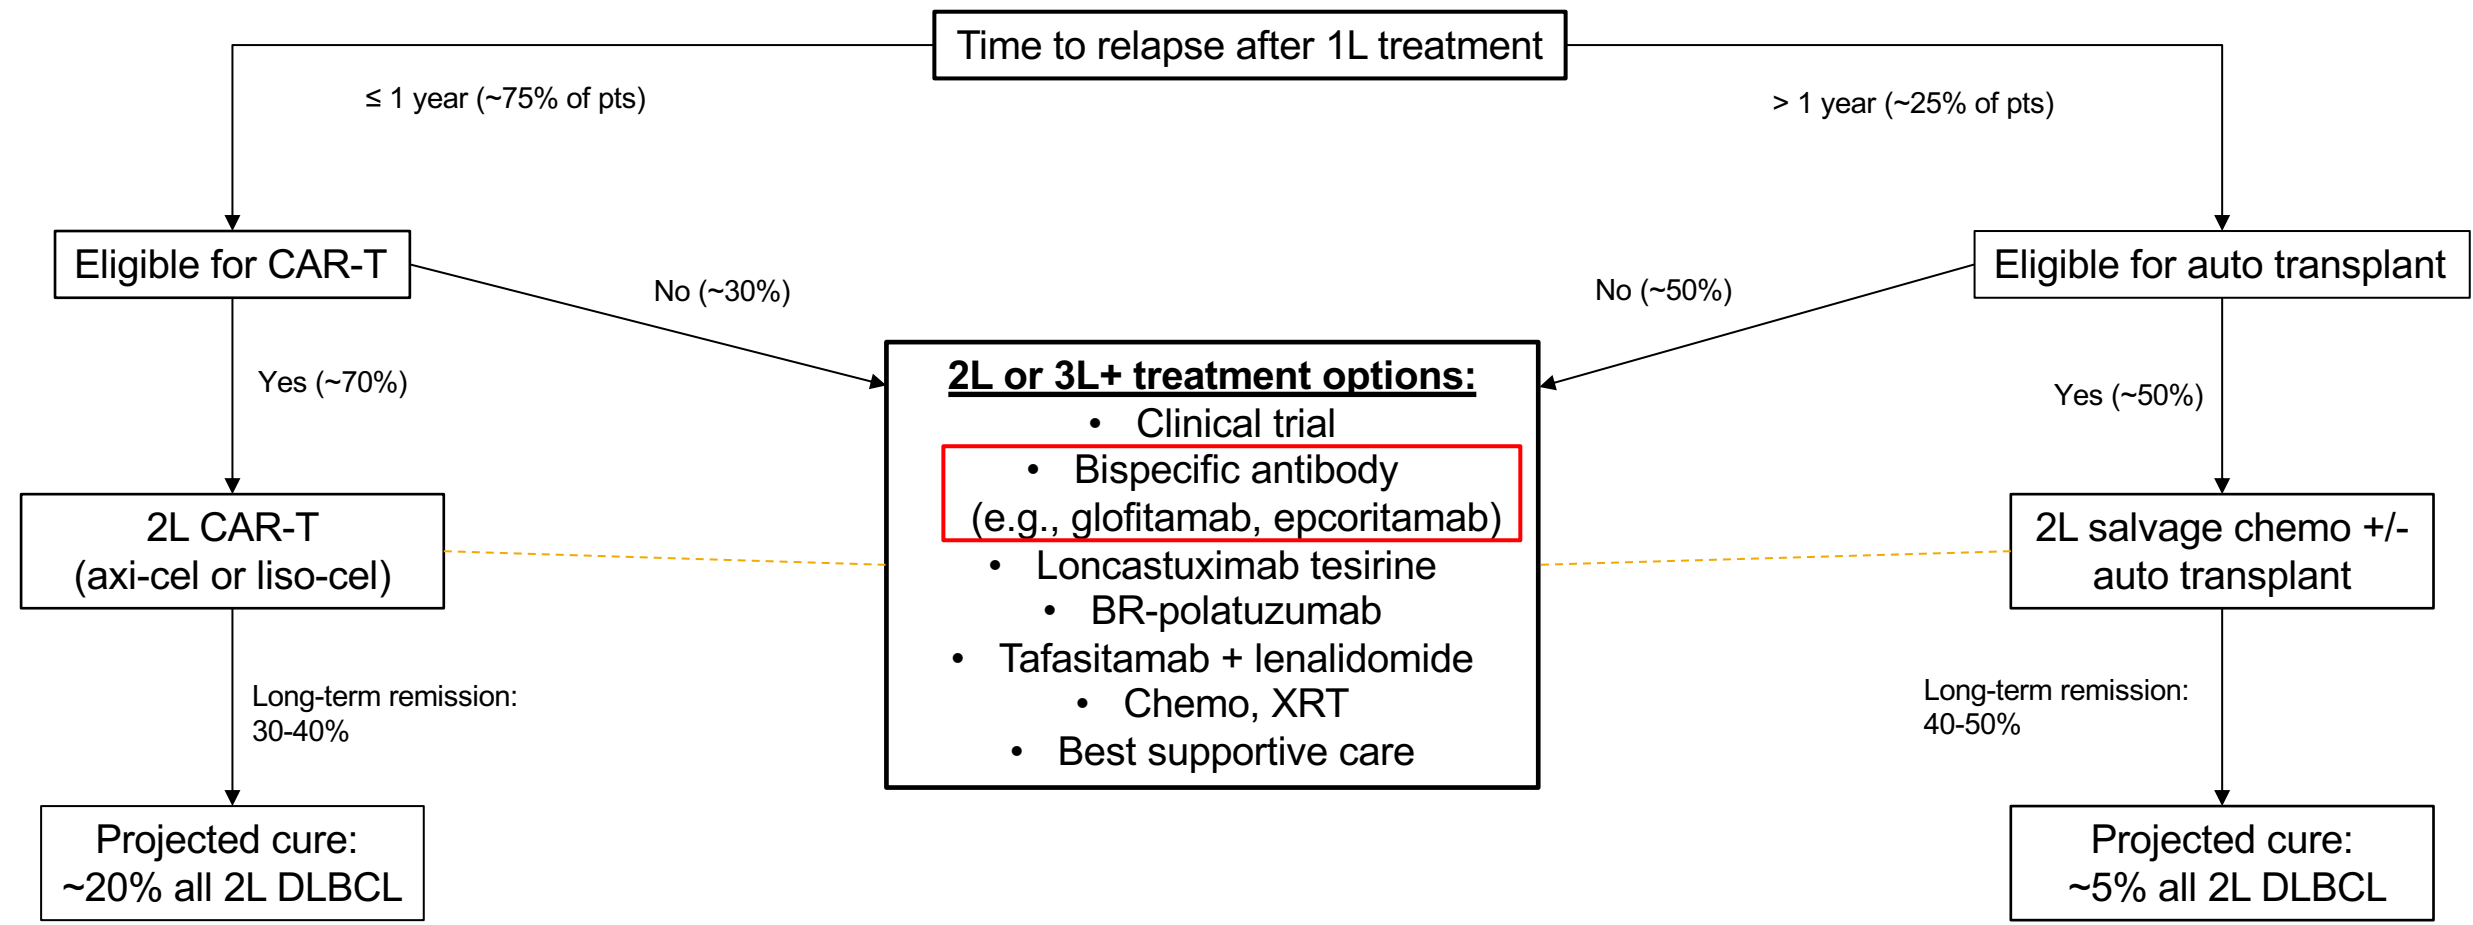 Time to relapse after 1L treatment
≤ 1 year (~75% of pts)
> 1 year (~25% of pts)
Eligible for CAR-T
Eligible for auto transplant
No (~30%)
No (~50%)
Yes (~70%)
Yes (~50%)
2L or 3L+ treatment options:
• Clinical trial
• Bispecific antibody
(e.g., glofitamab, epcoritamab)
• Loncastuximab tesirine
• BR-polatuzumab
• Tafasitamab + lenalidomide
• Chemo, XRT
• Best supportive care
2L CAR-T
(axi-cel or liso-cel)
2L salvage chemo +/-
auto transplant
Long-term remission:
30-40%
Long-term remission:
40-50%
Projected cure:
~20% all 2L DLBCL
Projected cure:
~5% all 2L DLBCL